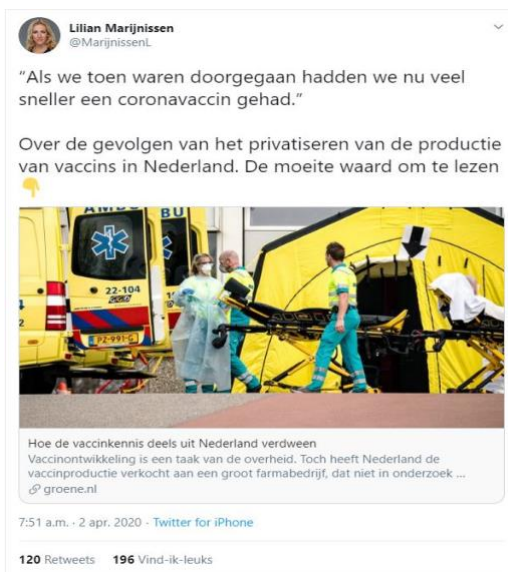 Lilian Marijnissen
@MarijnissenL
“Als we toen waren doorgegaan hadden we nu veel
sneller een coronavaccin gehad.”
Over de gevolgen van het privatiseren van de productie
van vaccins in Nederland. De moeite waard om te lezen
👇
22-104
Hoe de vaccinkennis deels uit Nederland verdween
Vaccinontwikkeling is een taak van de overheid. Toch heeft Nederland de
vaccinproductie verkocht aan een groot farmabedrijf, dat niet in onderzoek ...
groene.nl
7:51 a.m. · 2 apr. 2020 · Twitter for iPhone
120 Retweets 196 Vind-ik-leuks